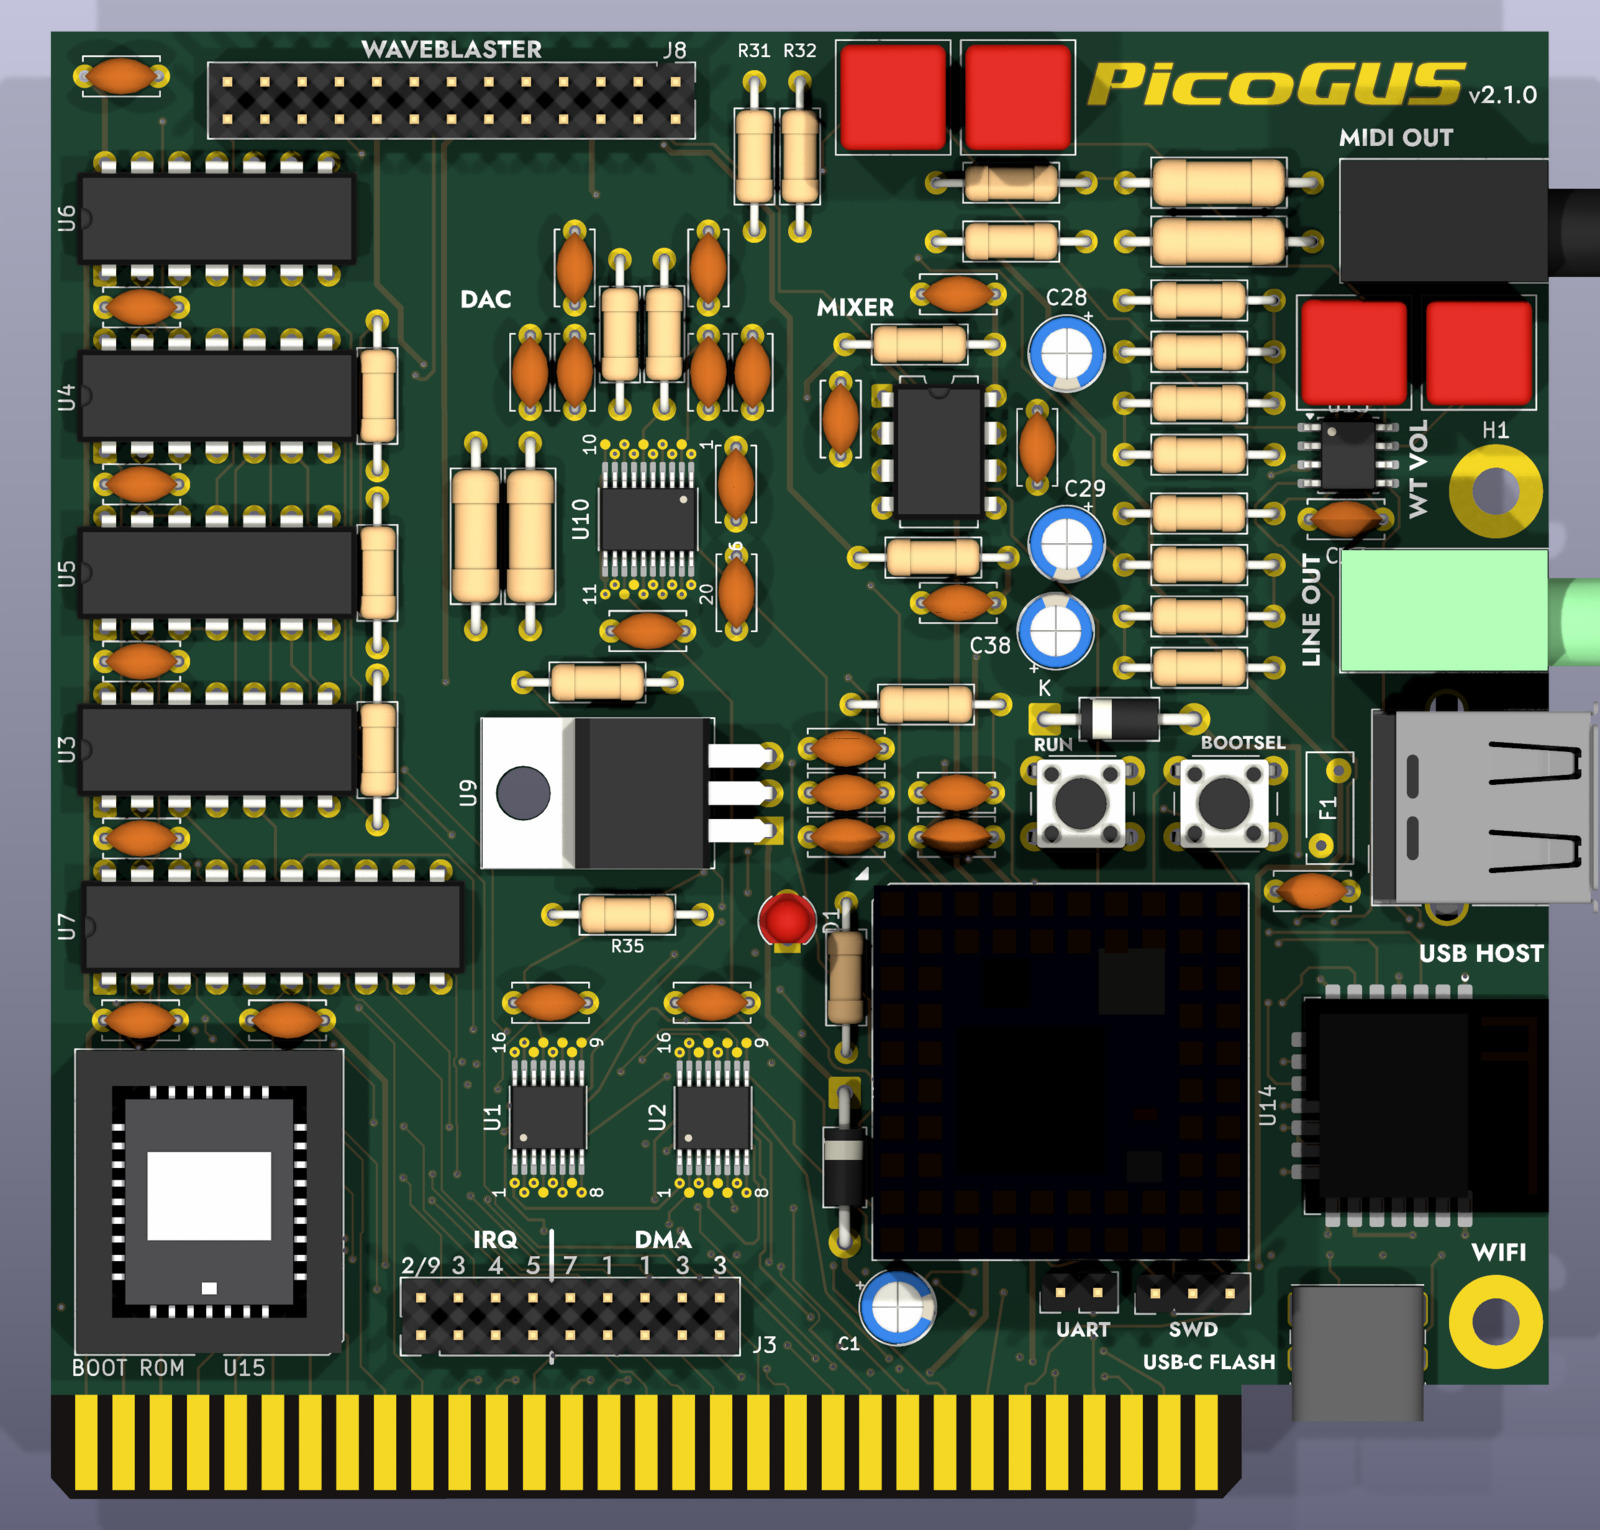 WAVEBLASTER
J8
R31
R32
PicoGUS
v2.1.0
MIDI OUT
U6
DAC
MIXER
C28
U4
10
1
WT VOL
H1
C29
U10
U5
11
20
LINE OUT
C38
K
RUN
BOOTSEL
U3
U9
F1
U7
R35
D1
USB HOST
16
9
16
9
U1
U2
U14
1
8
1
8
IRQ
DMA
2/9 3 4 5 7 1 1 3 3
WIFI
J3
C1
UART
SWD
BOOT ROM
U15
USB-C FLASH